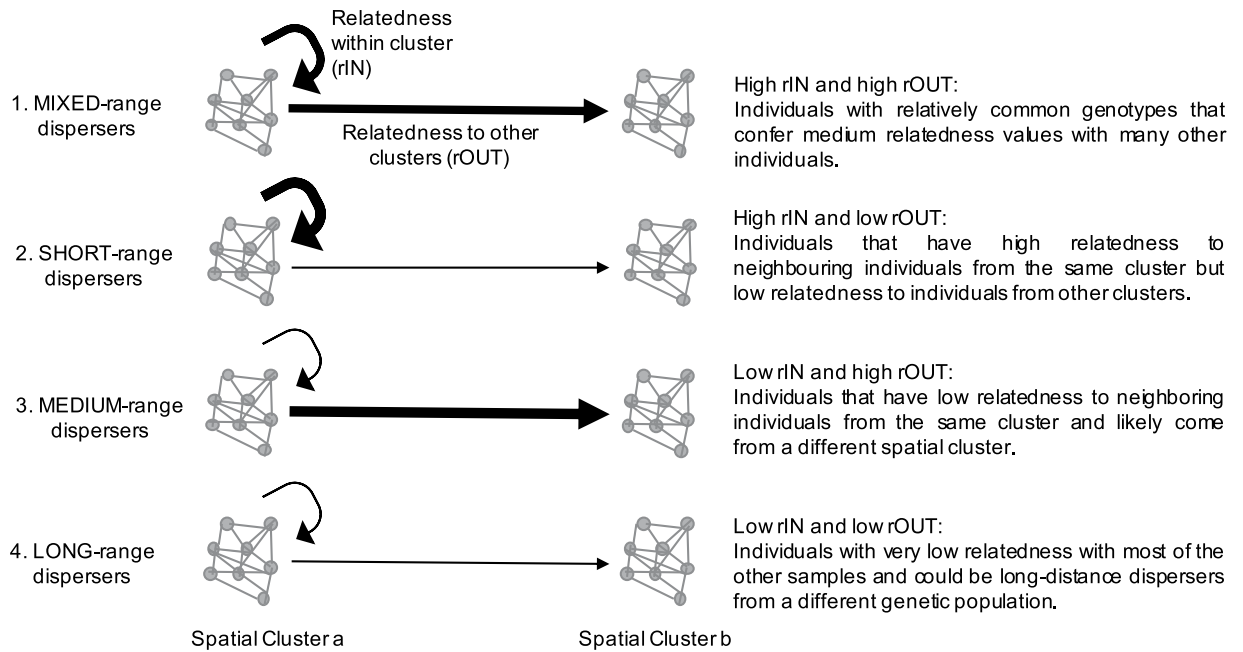 Relatedness
within cluster
(rIN)
1. MIXED-range
dispersers
Relatedness to other
clusters (rOUT)
High rIN and high rOUT:
Individuals with relatively common genotypes that
confer medium relatedness values with many other
individuals.
2. SHORT-range
dispersers
High rIN and low rOUT:
Individuals that have high relatedness to
neighbouring individuals from the same cluster but
low relatedness to individuals from other clusters.
3. MEDIUM-range
dispersers
Low rIN and high rOUT:
Individuals that have low relatedness to neighboring
individuals from the same cluster and likely come
from a different spatial cluster.
4. LONG-range
dispersers
Low rIN and low rOUT:
Individuals with very low relatedness with most of the
other samples and could be long-distance dispersers
from a different genetic population.
Spatial Cluster a
Spatial Cluster b